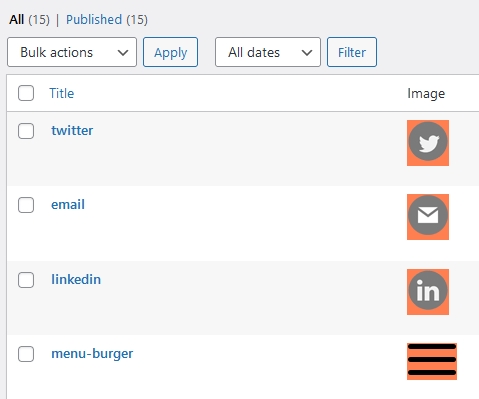 All (15) | Published (15)
Bulk actions Apply All dates Filter
Title Image
twitter
email
linkedin
in
menu-burger